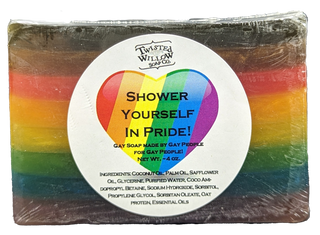 Twisted
Willow
Soap Co.
Shower
Yourself
In Pride!
Gay Soap made by Gay People
for Gay People!
Net Wt. - 4 oz.
Ingredients: Coconut Oil, Palm Oil, Safflower
Oil, Glycerine, Purified Water, Coco Ami-
dopropyl Betaine, Sodium Hydroxide, Sorbitol,
Propylene Glycol, Sorbitan Oleate, Oat
protein, Essential Oils